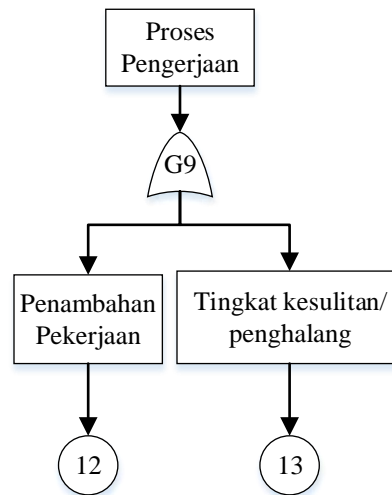 Proses
Pengerjaan
G9
Penambahan
Pekerjaan
Tingkat kesulitan/
penghalang
12
13